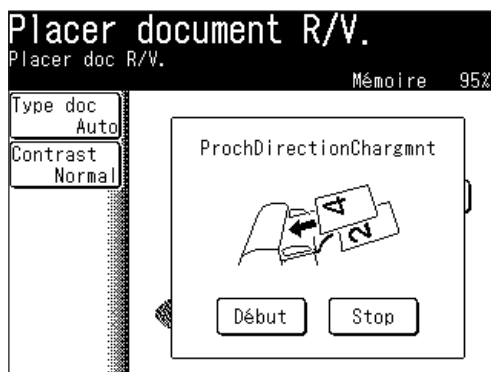 Placer document R/V.
Placer doc R/V.
Mémoire 95%
Type doc
Auto
Contrast
Normal
ProchDirectionChargmnt
4
2
Début Stop